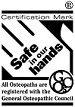 ®
Certification Mark
Safe
in our
hands
All Osteopaths are
registered with the
General Osteopathic Council